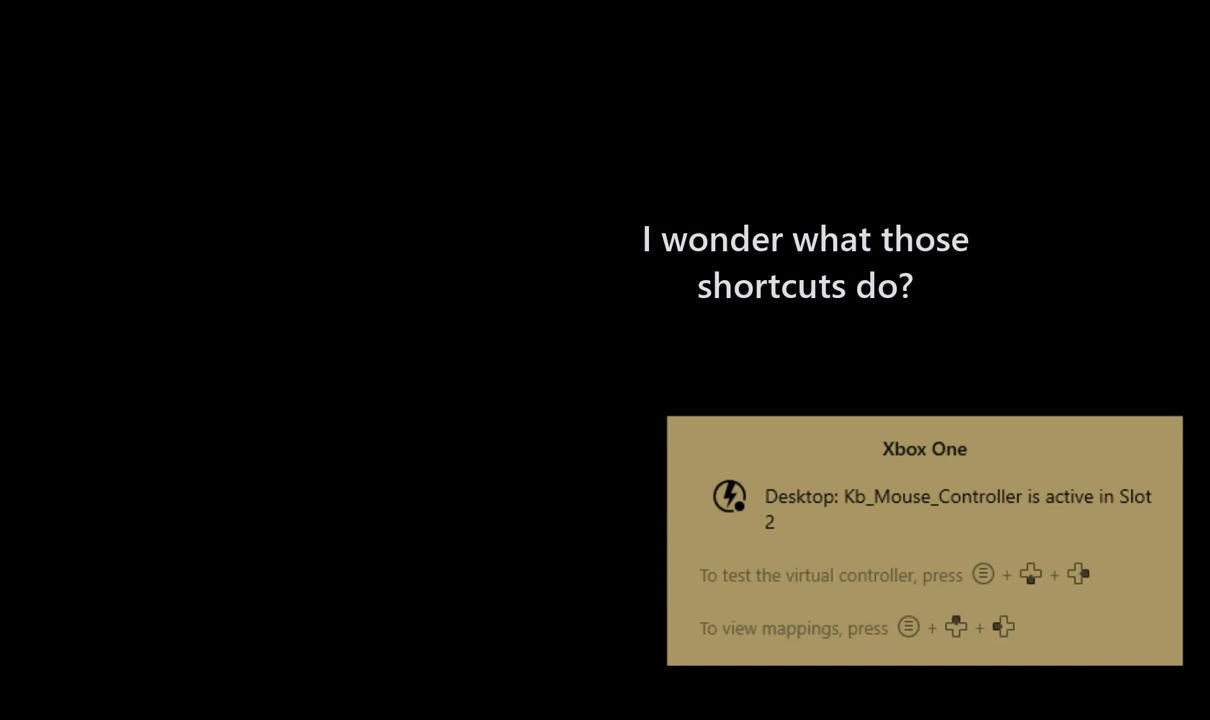 I wonder what those
shortcuts do?
Xbox One
Desktop: Kb_Mouse_Controller is active in Slot
2
To test the virtual controller, press + +
To view mappings, press + +